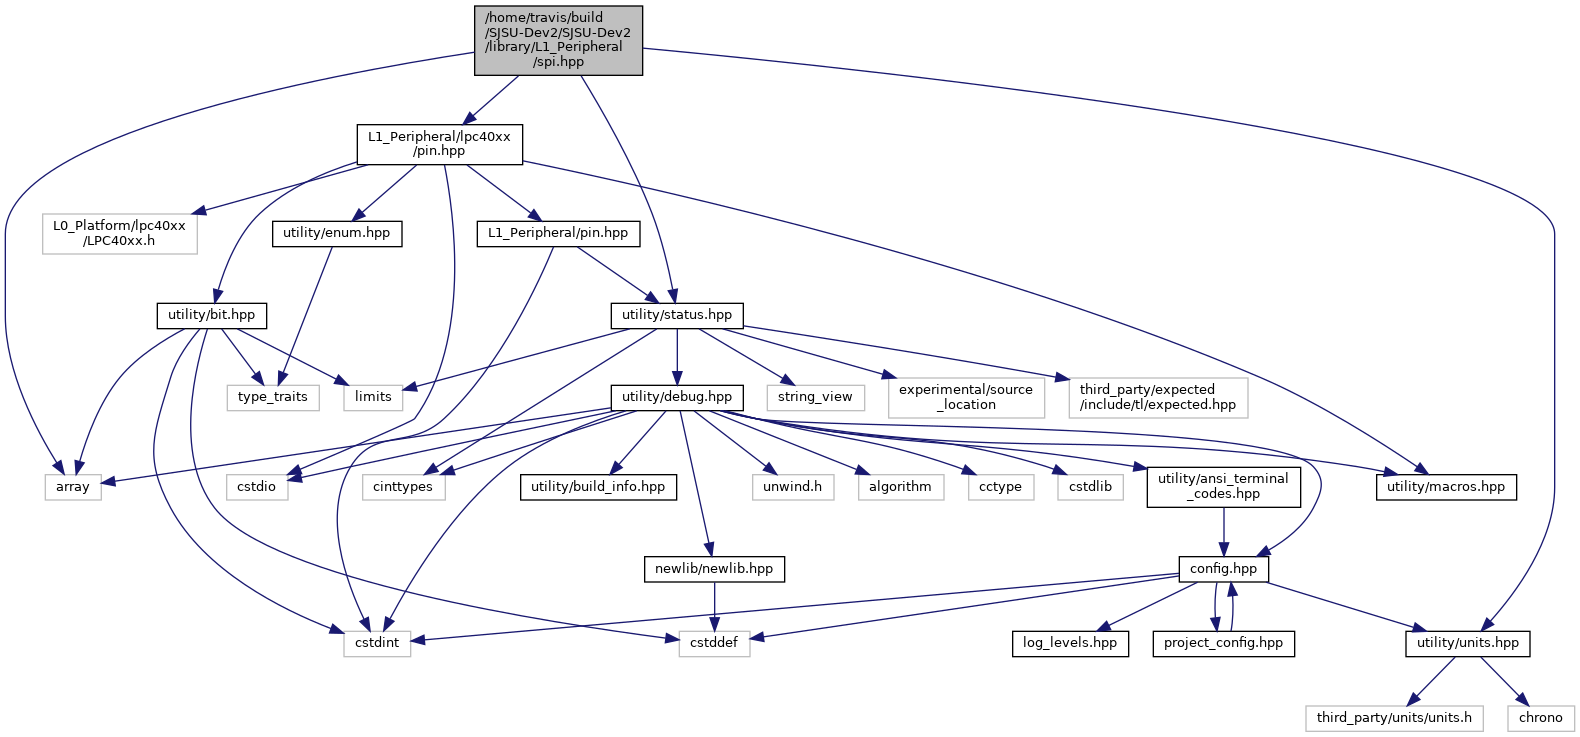 /home/travis/build
/SJSU-Dev2/SJSU-Dev2
/library/L1_Peripheral
/spi.hpp
L1_Peripheral/lpc40xx
/pin.hpp
L0_Platform/lpc40xx
/LPC40xx.h
utility/enum.hpp
L1_Peripheral/pin.hpp
utility/bit.hpp
utility/status.hpp
type_traits
limits
utility/debug.hpp
string_view
experimental/source
_location
third_party/expected
/include/tl/expected.hpp
array
cstdio
cinttypes
utility/build_info.hpp
unwind.h
algorithm
cctype
cstdlib
utility/ansi_terminal
_codes.hpp
utility/macros.hpp
newlib/newlib.hpp
config.hpp
cstdint
cstddef
log_levels.hpp
project_config.hpp
utility/units.hpp
third_party/units/units.h
chrono